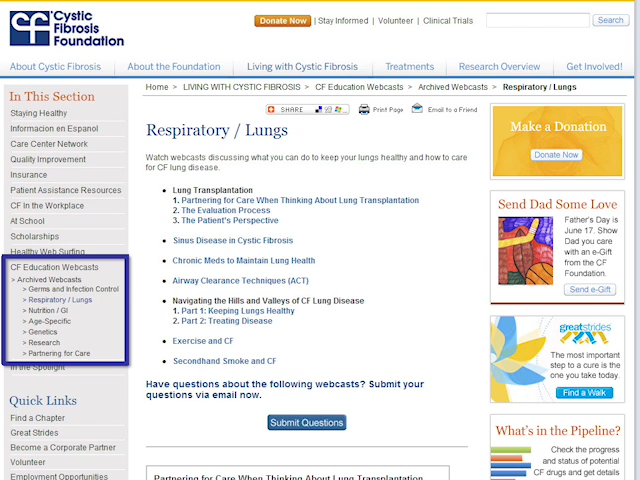 Cystic
Fibrosis
Foundation
Donate Now | Stay Informed | Volunteer | Clinical Trials
Search
About Cystic Fibrosis
About the Foundation
Living with Cystic Fibrosis
Treatments
Research Overview
Get Involved!
In This Section
Staying Healthy
Informacion en Espanol
Care Center Network
Quality Improvement
Insurance
Patient Assistance Resources
CF In the Workplace
At School
Scholarships
Healthy Web Surfing
CF Education Webcasts
> Archived Webcasts
> Germs and Infection Control
> Respiratory / Lungs
> Nutrition / GI
> Age-Specific
> Genetics
> Research
> Partnering for Care
In the Spotlight
Quick Links
Find a Chapter
Great Strides
Become a Corporate Partner
Volunteer
Employment Opportunities
Home > LIVING WITH CYSTIC FIBROSIS > CF Education Webcasts > Archived Webcasts > Respiratory / Lungs
SHARE
Print Page
Email to a Friend
Respiratory / Lungs
Watch webcasts discussing what you can do to keep your lungs healthy and how to care
for CF lung disease.
• Lung Transplantation
1. Partnering for Care When Thinking About Lung Transplantation
2. The Evaluation Process
3. The Patient's Perspective
• Sinus Disease in Cystic Fibrosis
• Chronic Meds to Maintain Lung Health
• Airway Clearance Techniques (ACT)
• Navigating the Hills and Valleys of CF Lung Disease
1. Part 1: Keeping Lungs Healthy
2. Part 2: Treating Disease
• Exercise and CF
• Secondhand Smoke and CF
Have questions about the following webcasts? Submit your
questions via email now.
Submit Questions
Partnering for Care When Thinking About Lung Transplantation
Make a Donation
Donate Now
Send Dad Some Love
Father's Day is
June 17. Show
Dad you care
with an e-Gift
from the CF
Foundation.
Send e-Gift
greatstrides
The most important
step to a cure is the
one you take today.
Find a Walk
What's in the Pipeline?
Check the progress
and status of potential
CF drugs and get details